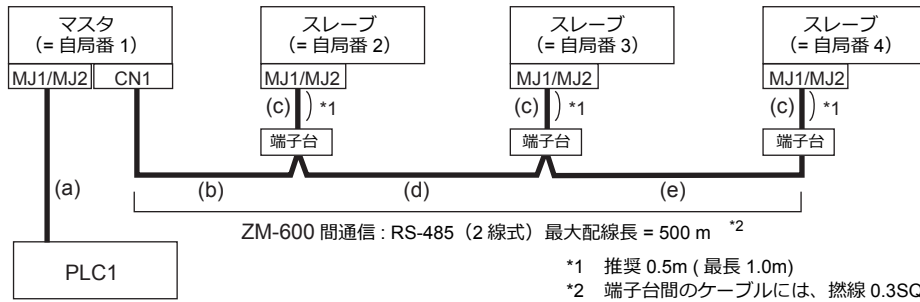 マスタ
(= 自局番 1)
スレーブ
(= 自局番 2)
スレーブ
(= 自局番 3)
スレーブ
(= 自局番 4)
MJ1/MJ2 CN1
MJ1/MJ2
MJ1/MJ2
MJ1/MJ2
(c) *1
(c) *1
(c) *1
端子台
端子台
端子台
(a)
(b)
(d)
(e)
ZM-600 間通信 : RS-485（2 線式）最大配線長 = 500 m *2
PLC1
*1 推奨 0.5m ( 最長 1.0m)
*2 端子台間のケーブルには、撚線 0.3SQ